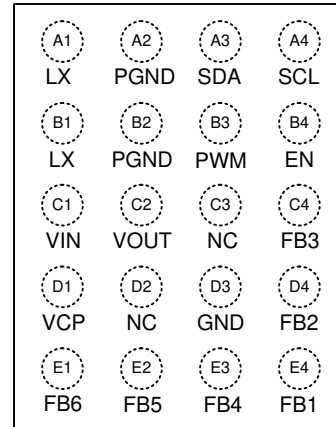 A1 A2 A3 A4
LX PGND SDA SCL
B1 B2 B3 B4
LX PGND PWM EN
C1 C2 C3 C4
VIN VOUT NC FB3
D1 D2 D3 D4
VCP NC GND FB2
E1 E2 E3 E4
FB6 FB5 FB4 FB1